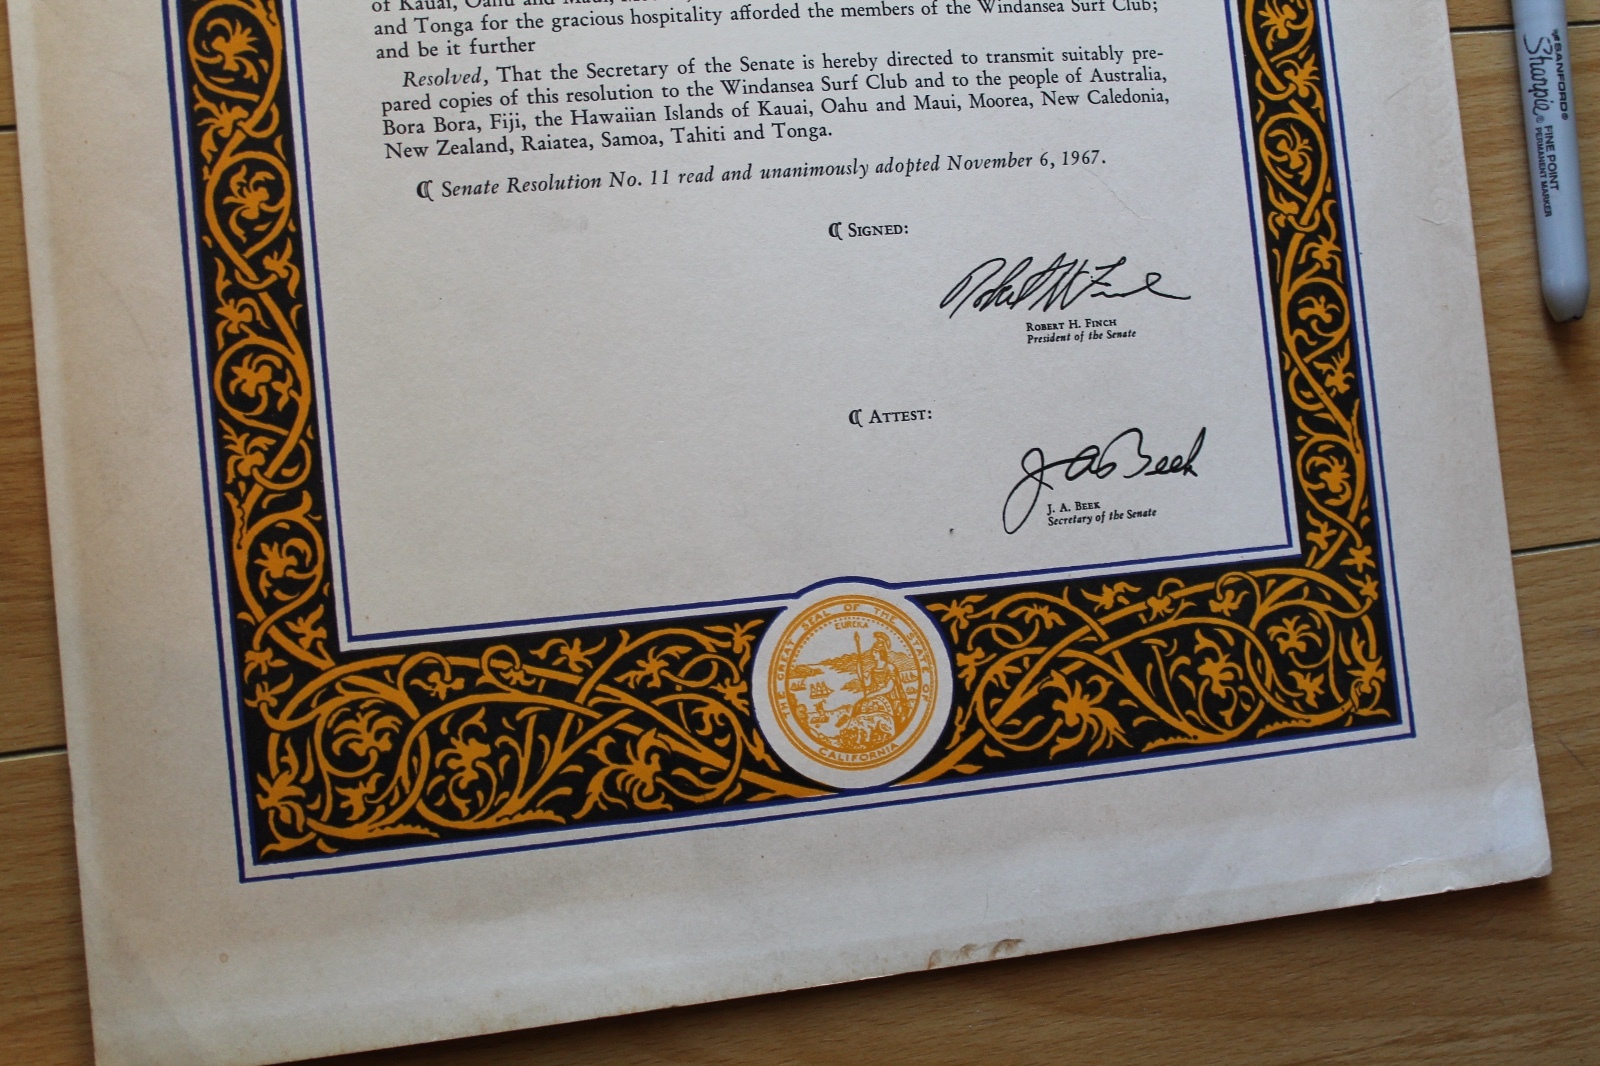 of Kauai, Oahu and Maui,
and Tonga for the gracious hospitality afforded the members of the Windansea Surf Club;
and be it further
Resolved, That the Secretary of the Senate is hereby directed to transmit suitably pre-
pared copies of this resolution to the Windansea Surf Club and to the people of Australia,
Bora Bora, Fiji, the Hawaiian Islands of Kauai, Oahu and Maui, Moorea, New Caledonia,
New Zealand, Raiatea, Samoa, Tahiti and Tonga.
Senate Resolution No. 11 read and unanimously adopted November 6, 1967.
SIGNED:
ROBERT H. FINCH
President of the Senate
ATTEST:
J A Beek
J. A. BEEK
Secretary of the Senate
THE GREAT SEAL OF THE STATE OF CALIFORNIA
EUREKA
SANFORD®
Sharpie®
FINE POINT
PERMANENT MARKER